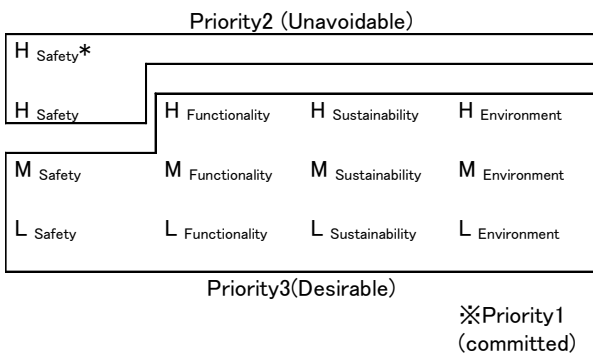 Priority2 (Unavoidable)
H Safety*
H Safety H Functionality H Sustainability H Environment
M Safety M Functionality M Sustainability M Environment
L Safety L Functionality L Sustainability L Environment
Priority3(Desirable)
※Priority1
(committed)